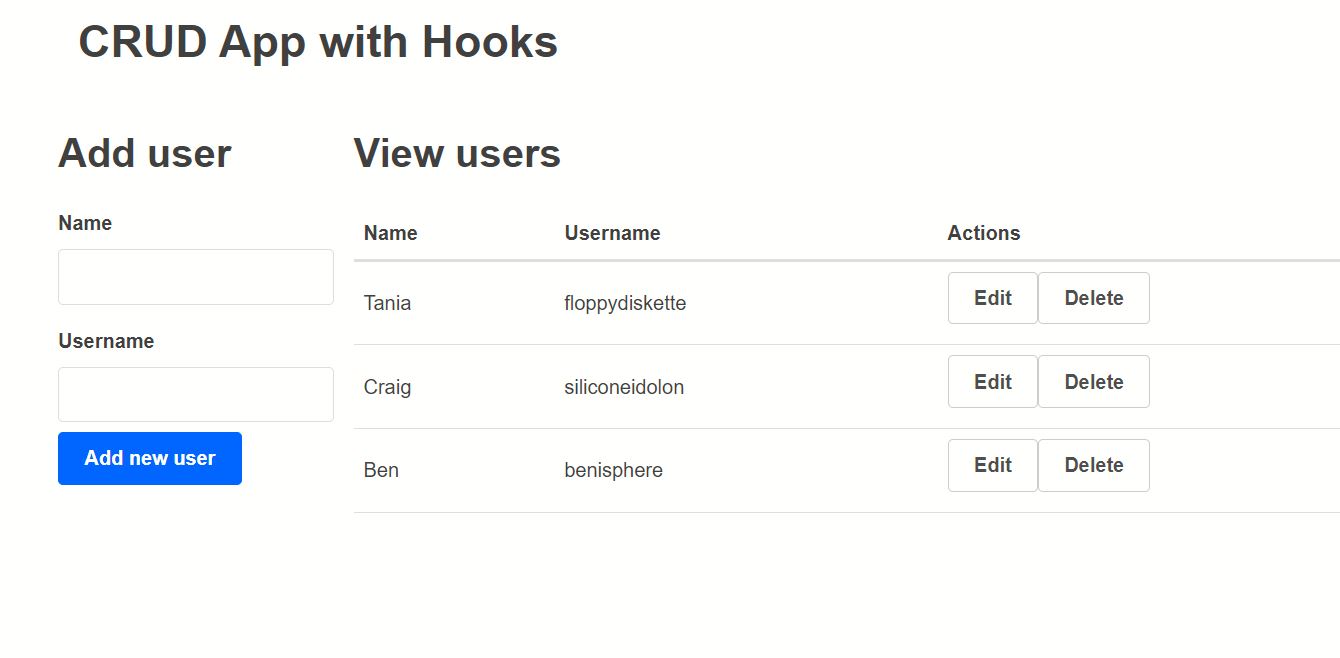 CRUD App with Hooks
Add user
Name
Username
Add new user
View users
Name Username Actions
Tania floppydiskette Edit Delete
Craig siliconeidolon Edit Delete
Ben benisphere Edit Delete